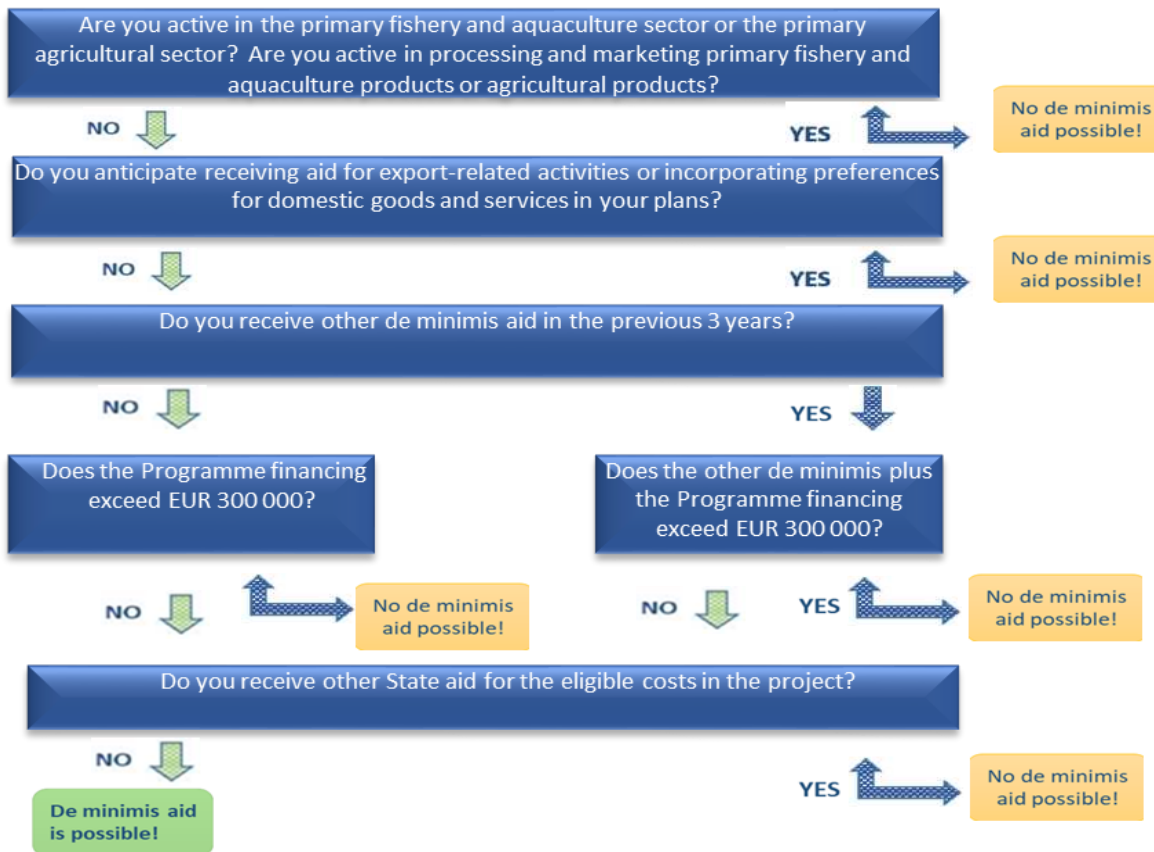 Are you active in the primary fishery and aquaculture sector or the primary
agricultural sector? Are you active in processing and marketing primary fishery and
aquaculture products or agricultural products?
NO
YES
No de minimis
aid possible!
Do you anticipate receiving aid for export-related activities or incorporating preferences
for domestic goods and services in your plans?
NO
YES
No de minimis
aid possible!
Do you receive other de minimis aid in the previous 3 years?
NO
YES
Does the Programme financing
exceed EUR 300 000?
Does the other de minimis plus
the Programme financing
exceed EUR 300 000?
NO
No de minimis
aid possible!
NO
YES
No de minimis
aid possible!
Do you receive other State aid for the eligible costs in the project?
NO
YES
No de minimis
aid possible!
De minimis aid
is possible!